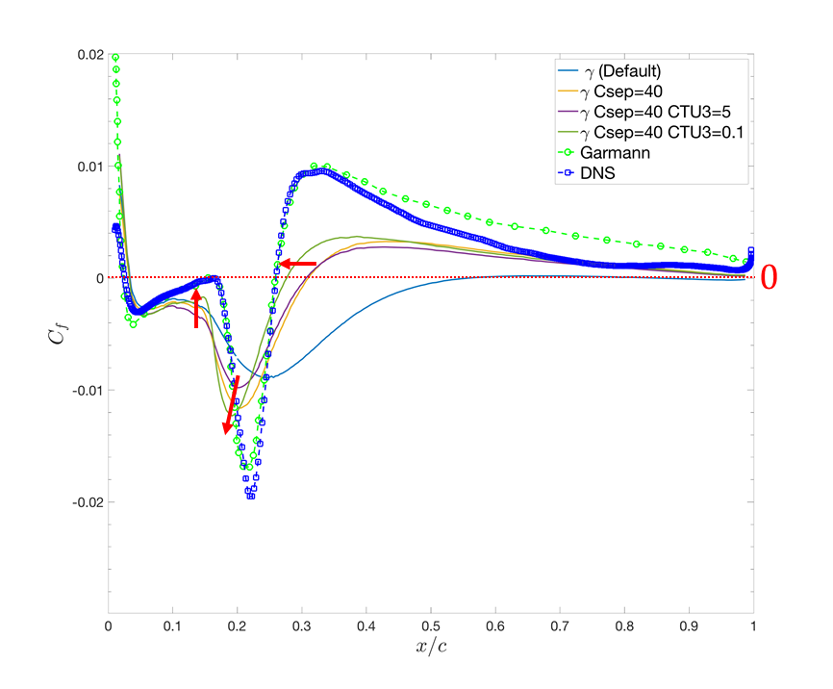 0.02
0.01
0
-0.01
-0.02
C_f
0 0.1 0.2 0.3 0.4 0.5 0.6 0.7 0.8 0.9 1
x/c
γ (Default)
γ Csep=40
γ Csep=40 CTU3=5
γ Csep=40 CTU3=0.1
Garmann
DNS
0